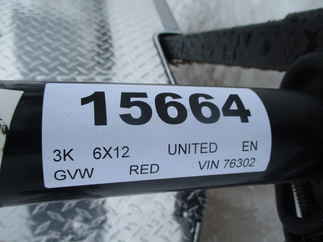 15664
3K 6X12 UNITED EN
GVW RED VIN 76302